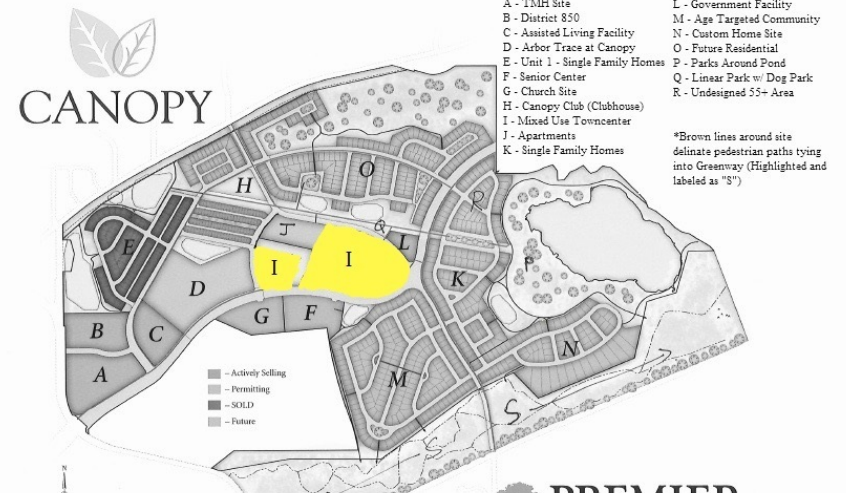 A - TMH Site
B - District 850
C - Assisted Living Facility
D - Arbor Trace at Canopy
E - Unit 1 - Single Family Homes
F - Senior Center
G - Church Site
H - Canopy Club (Clubhouse)
I - Mixed Use Towncenter
J - Apartments
K - Single Family Homes
L - Government Facility
M - Age Targeted Community
N - Custom Home Site
O - Future Residential
P - Parks Around Pond
Q - Linear Park w/ Dog Park
R - Undesigned 55+ Area
*Brown lines around site
delinate pedestrian paths tying
into Greenway (Highlighted and
labeled as "S")
CANOPY
O
H
R
J
Q
L
E
I
I
P
D
K
G
F
B
C
N
A
M
S
– Actively Selling
– Permitting
– SOLD
– Future
N
PREMIER